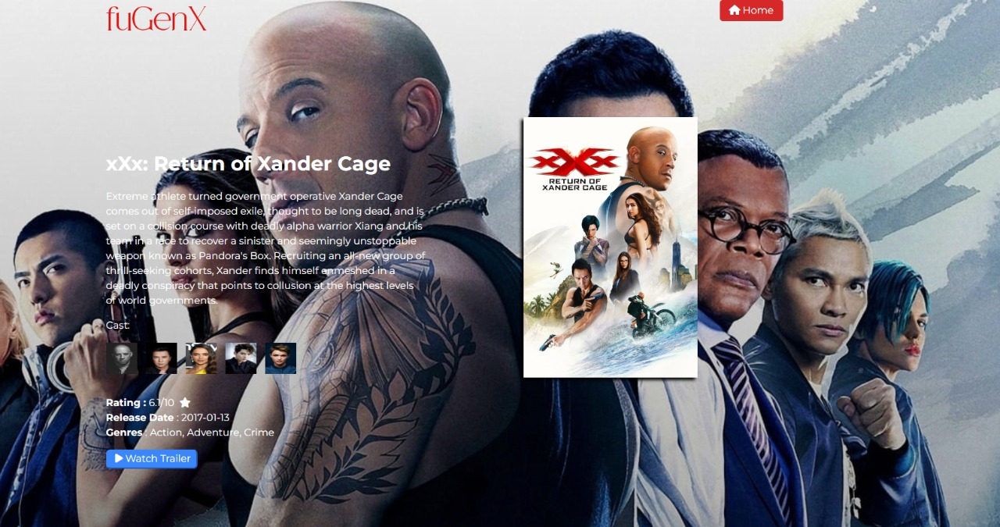 fuGenX
Home
xXx: Return of Xander Cage
Extreme athlete turned government operative Xander Cage
comes out of self-imposed exile, thought to be long dead, and is
set on a collision course with deadly alpha warrior Xiang and his
team in a race to recover a sinister and seemingly unstoppable
weapon known as Pandora's Box. Recruiting an all-new group of
thrill-seeking cohorts, Xander finds himself enmeshed in a
deadly conspiracy that points to collusion at the highest levels
of world governments.
Cast:
Rating : 6.1/10
Release Date : 2017-01-13
Genres : Action, Adventure, Crime
Watch Trailer
xXx
RETURN OF
XANDER CAGE